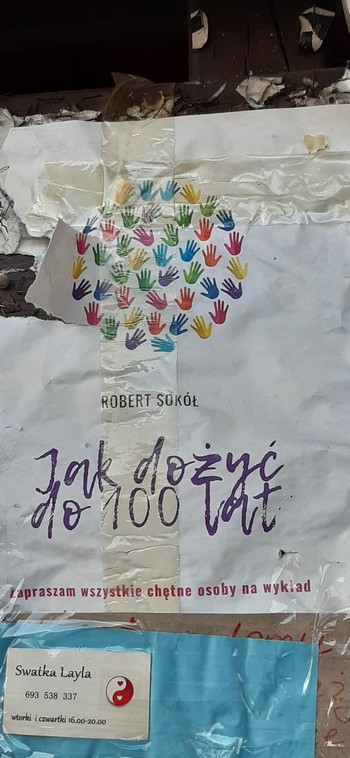 ROBERT SOKÓŁ
Jak dożyć
do 100 lat
zapraszam wszystkie chętne osoby na wykład
Swatka Layla
693 538 337
wtorki i czwartki 16.00-20.00